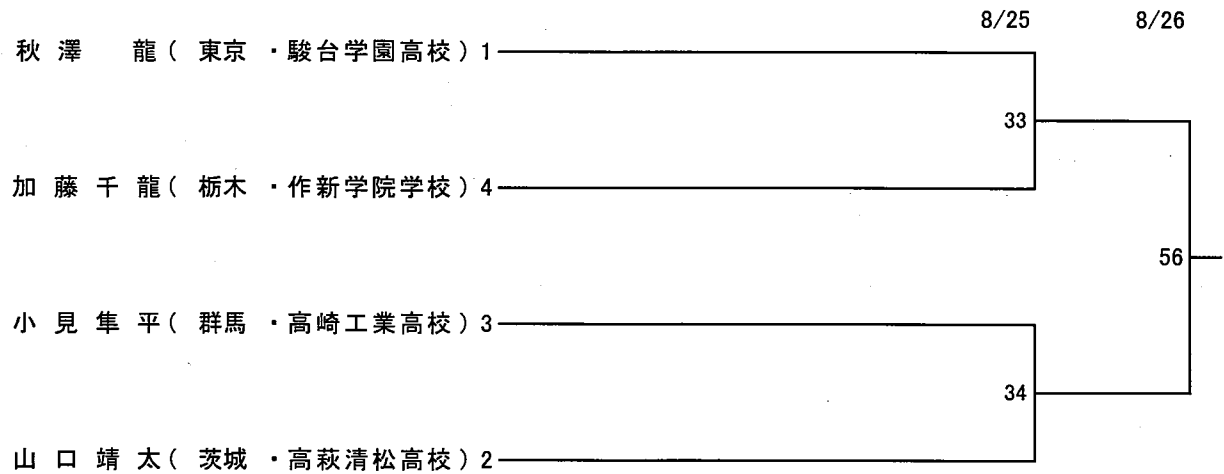 8/25 8/26
秋澤 龍( 東京 ・駿台学園高校)1
33
加藤千龍( 栃木 ・作新学院学校)4
56
小見隼平( 群馬 ・高崎工業高校)3
34
山口靖太( 茨城 ・高萩清松高校)2